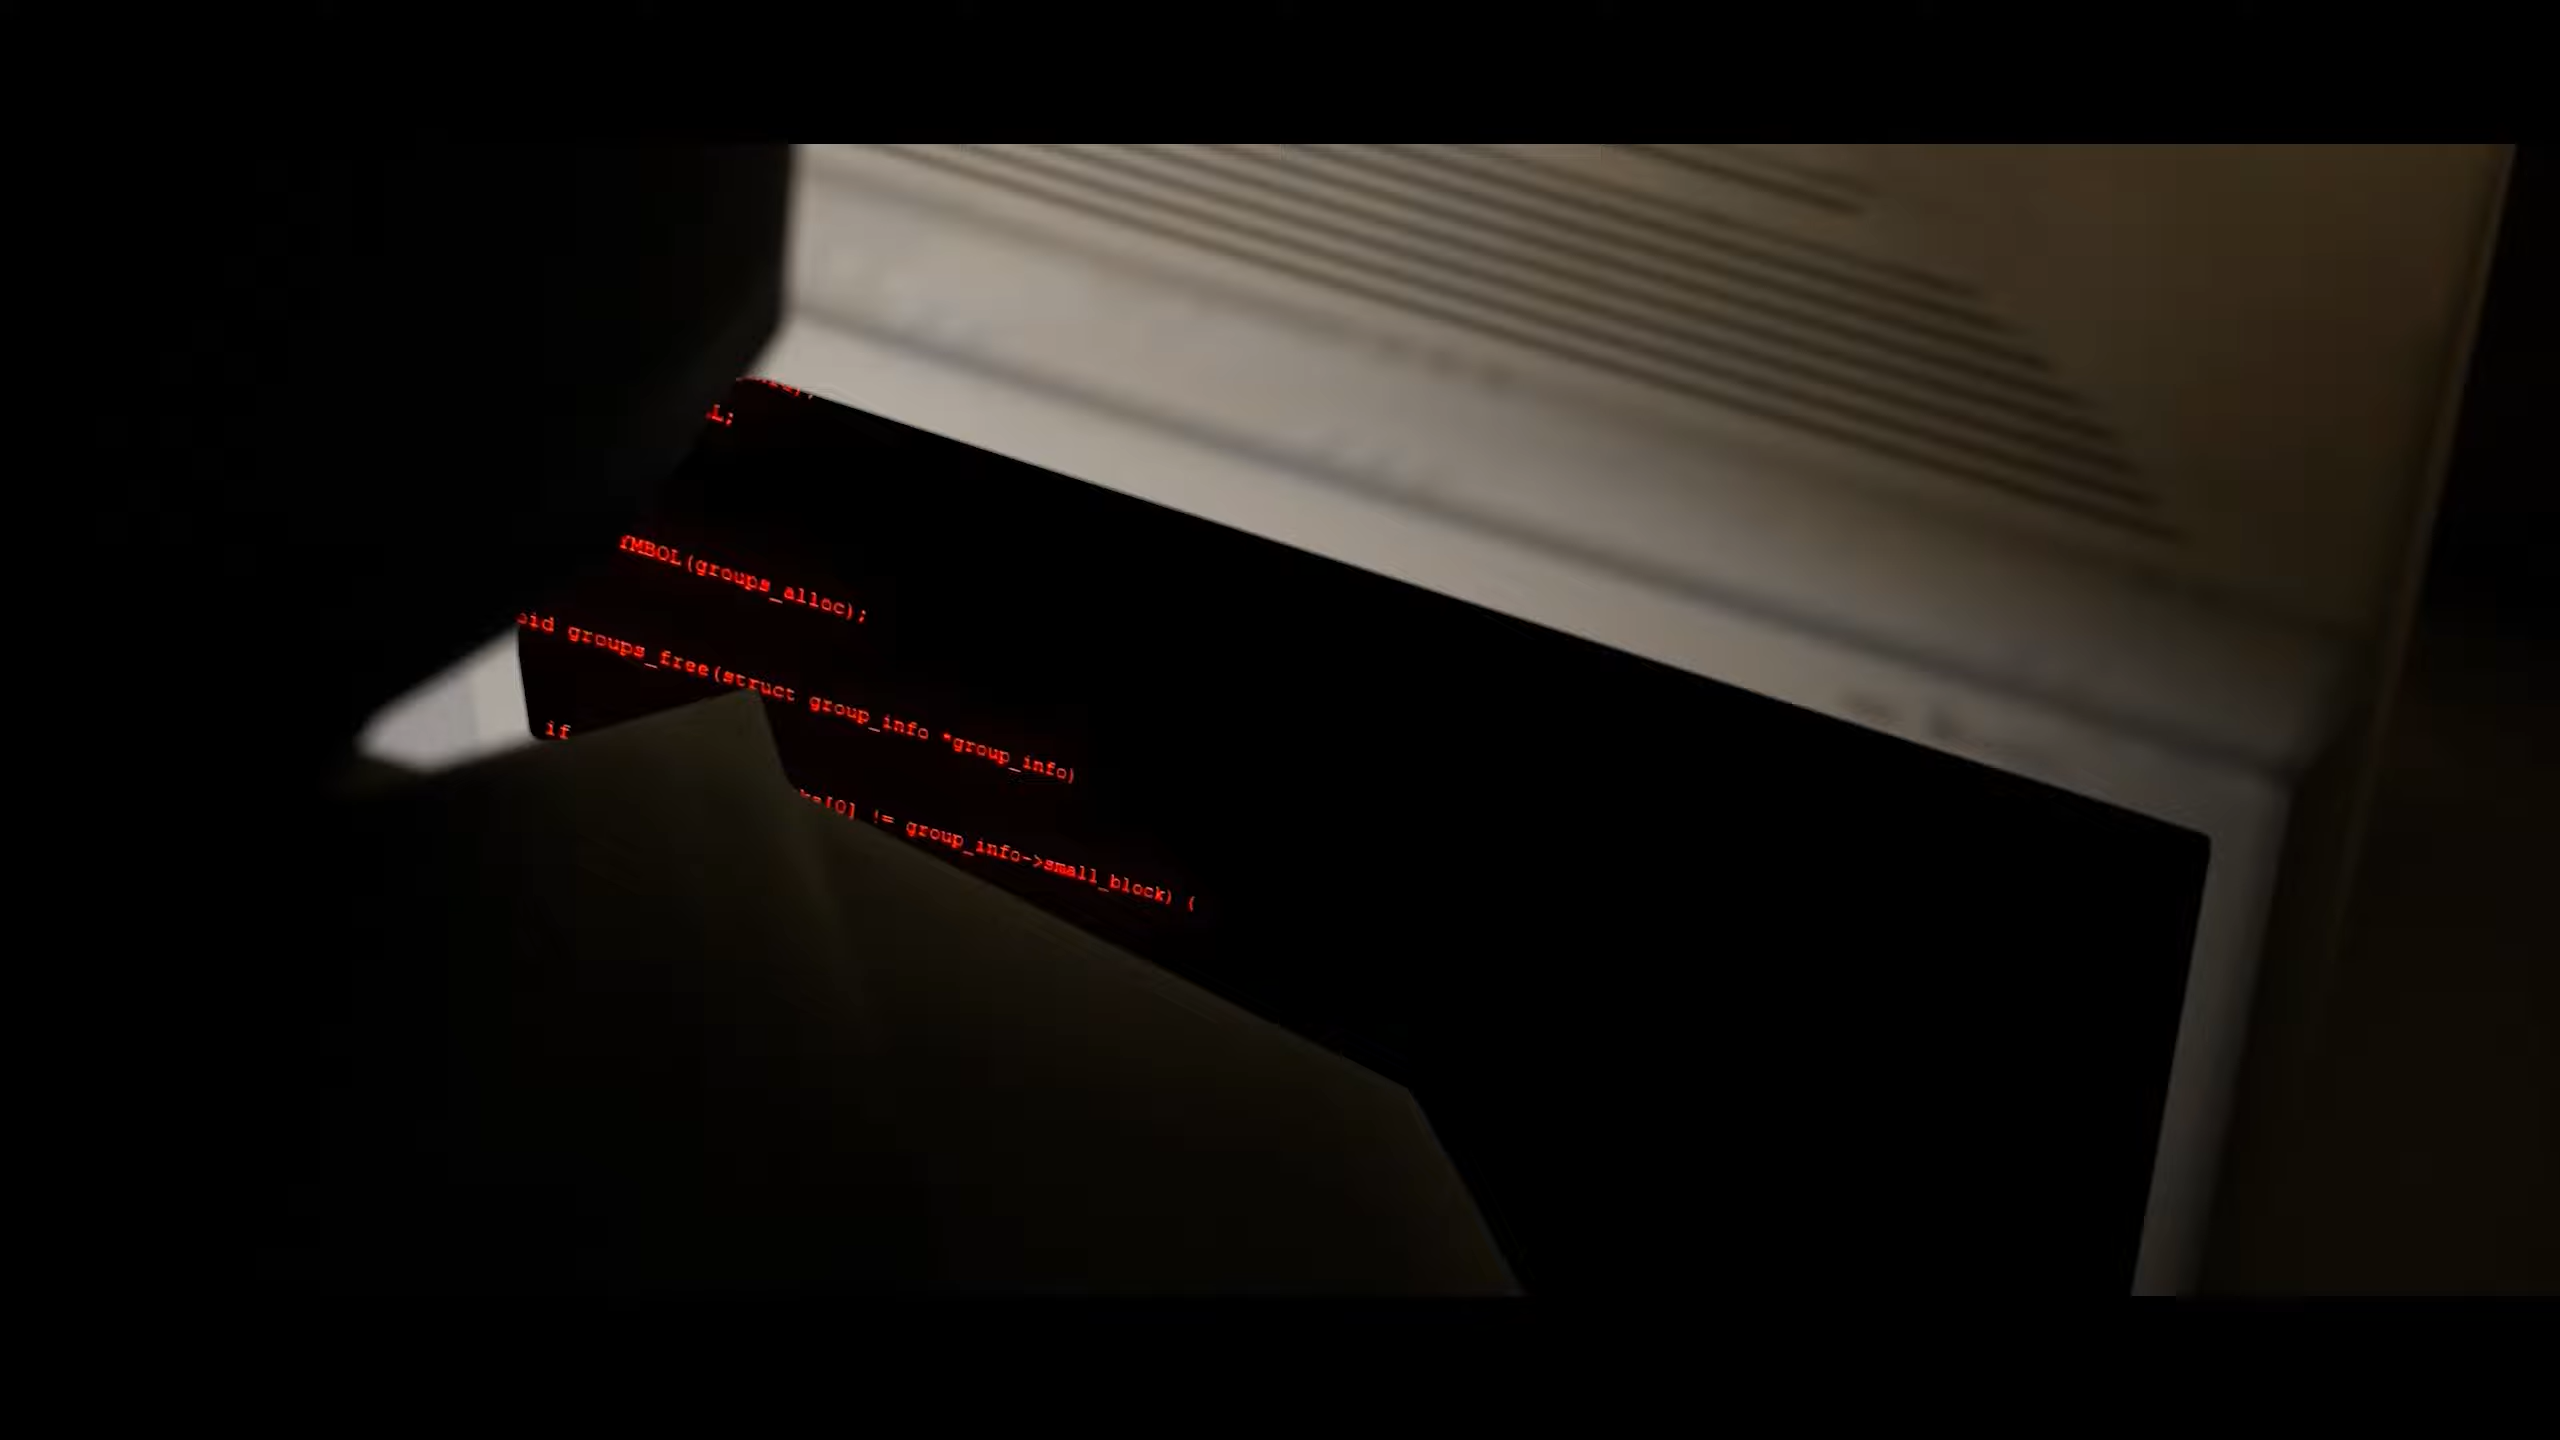 L;
YMBOL(groups_alloc);
oid groups_free(struct group_info *group_info)
if
[0] != group_info->small_block) {